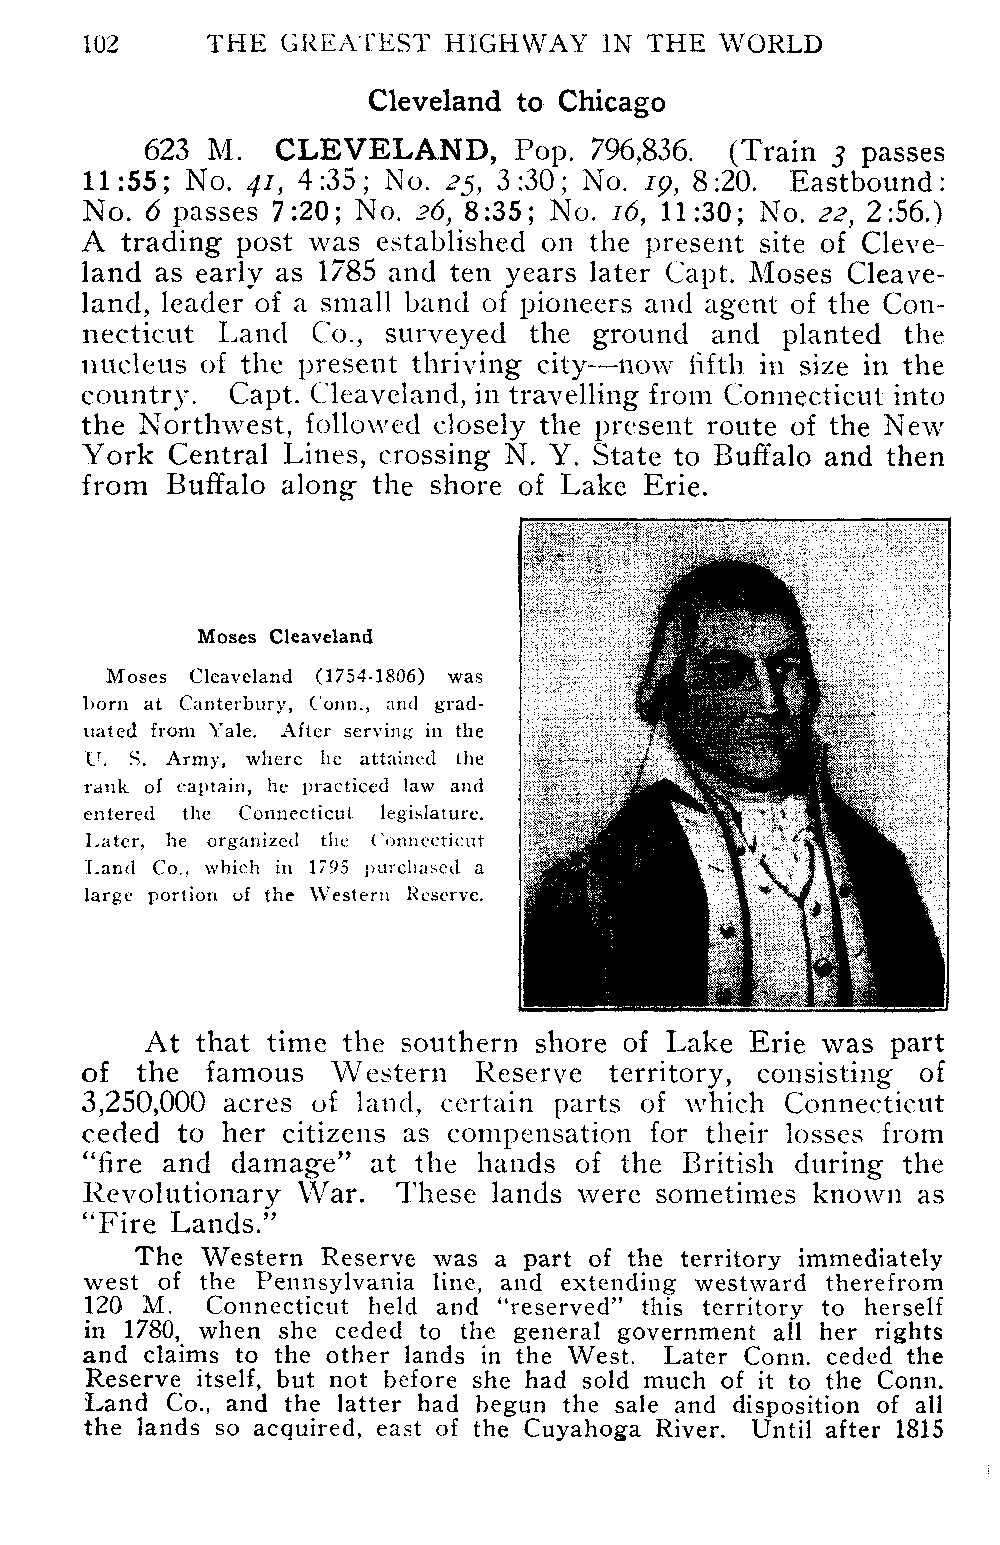 102 THE GREATEST HIGHWAY IN THE WORLD
Cleveland to Chicago
623 M. CLEVELAND, Pop. 796,836. (Train 3 passes
11:55; No. 41, 4:35; No. 25, 3:30; No. 19, 8:20. Eastbound:
No. 6 passes 7:20; No. 26, 8:35; No. 16, 11:30; No. 22, 2:56.)
A trading post was established on the present site of Cleve-
land as early as 1785 and ten years later Capt. Moses Cleave-
land, leader of a small band of pioneers and agent of the Con-
necticut Land Co., surveyed the ground and planted the
nucleus of the present thriving city—now fifth in size in the
country. Capt. Cleaveland, in travelling from Connecticut into
the Northwest, followed closely the present route of the New
York Central Lines, crossing N. Y. State to Buffalo and then
from Buffalo along the shore of Lake Erie.
Moses Cleaveland
Moses Cleaveland (1754-1806) was
born at Canterbury, Conn., and grad-
uated from Yale. After serving in the
U. S. Army, where he attained the
rank of captain, he practiced law and
entered the Connecticut legislature.
Later, he organized the Connecticut
Land Co., which in 1795 purchased a
large portion of the Western Reserve.
At that time the southern shore of Lake Erie was part
of the famous Western Reserve territory, consisting of
3,250,000 acres of land, certain parts of which Connecticut
ceded to her citizens as compensation for their losses from
“fire and damage” at the hands of the British during the
Revolutionary War. These lands were sometimes known as
“Fire Lands.”
The Western Reserve was a part of the territory immediately
west of the Pennsylvania line, and extending westward therefrom
120 M. Connecticut held and “reserved” this territory to herself
in 1780, when she ceded to the general government all her rights
and claims to the other lands in the West. Later Conn. ceded the
Reserve itself, but not before she had sold much of it to the Conn.
Land Co., and the latter had begun the sale and disposition of all
the lands so acquired, east of the Cuyahoga River. Until after 1815